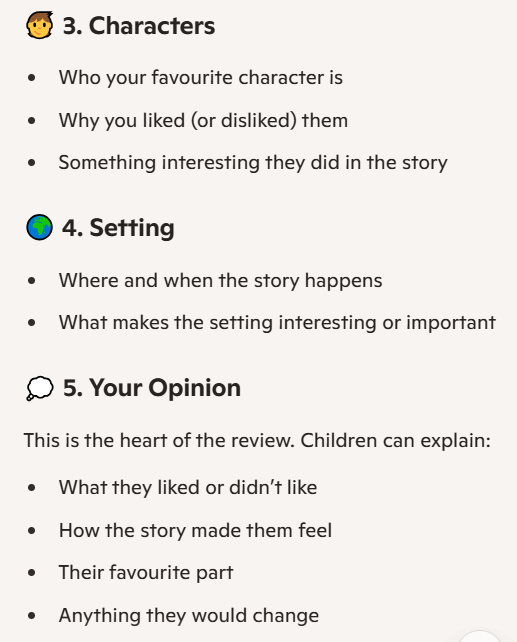 3. Characters
• Who your favourite character is
• Why you liked (or disliked) them
• Something interesting they did in the story
4. Setting
• Where and when the story happens
• What makes the setting interesting or important
5. Your Opinion
This is the heart of the review. Children can explain:
• What they liked or didn’t like
• How the story made them feel
• Their favourite part
• Anything they would change